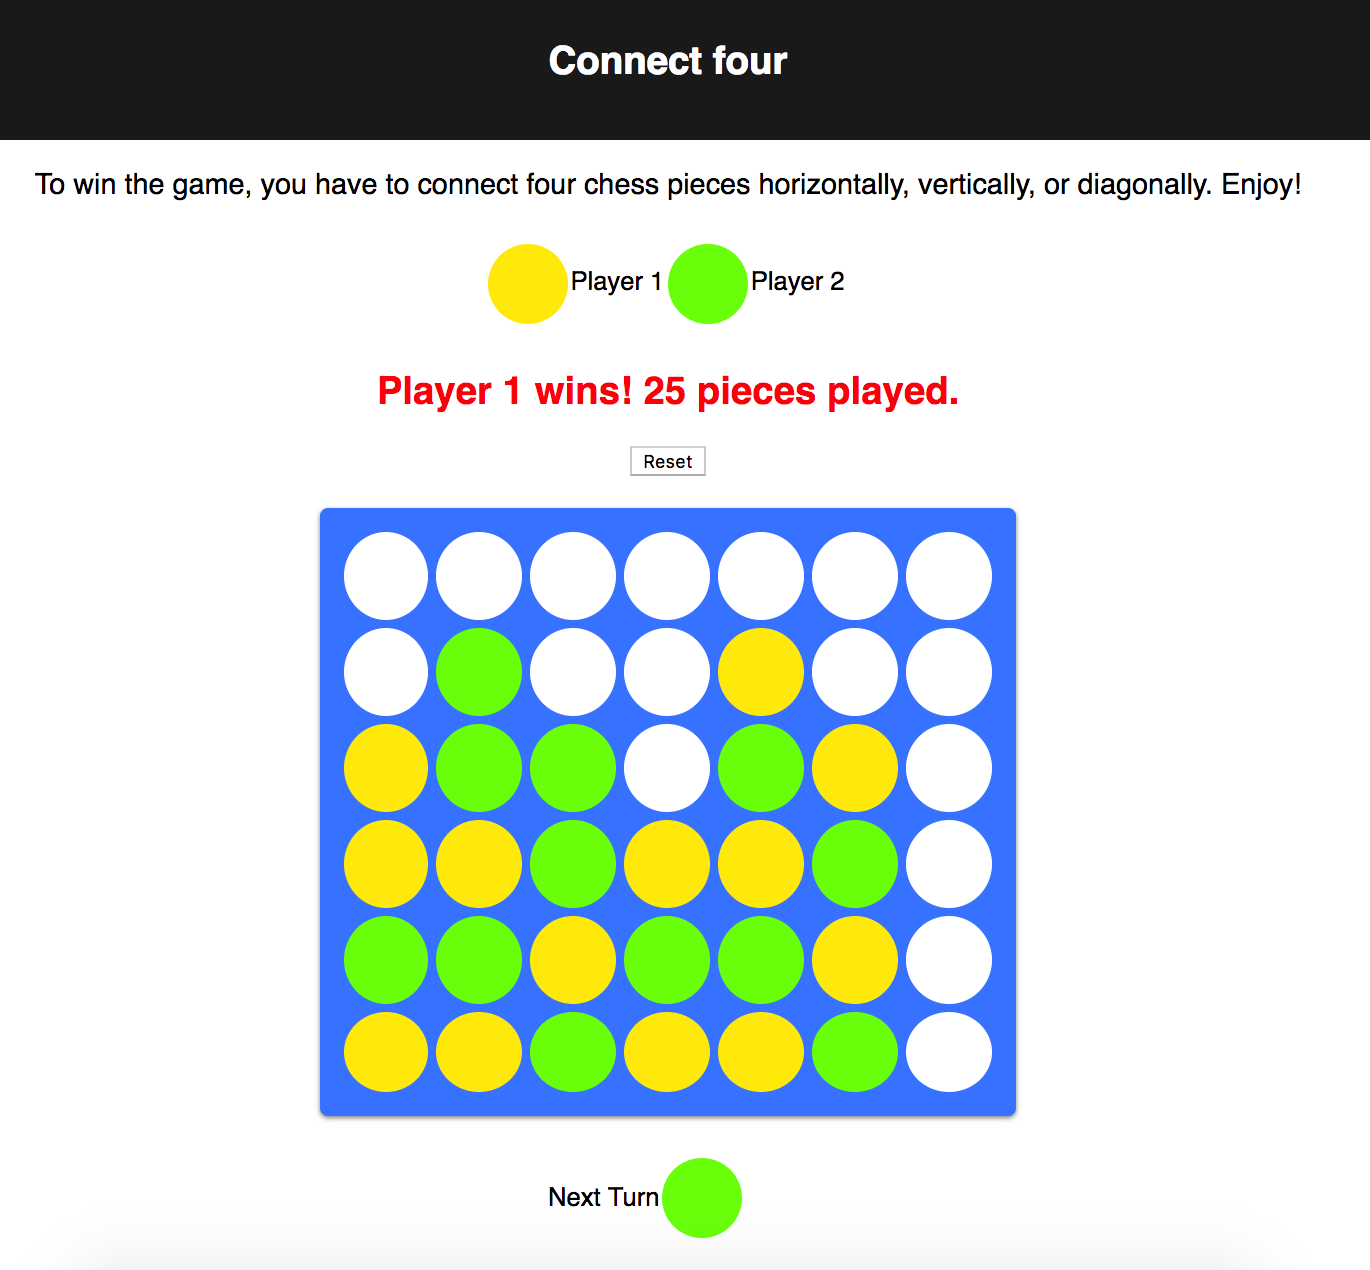 Connect four
To win the game, you have to connect four chess pieces horizontally, vertically, or diagonally. Enjoy!
Player 1 Player 2
Player 1 wins! 25 pieces played.
Reset
Next Turn